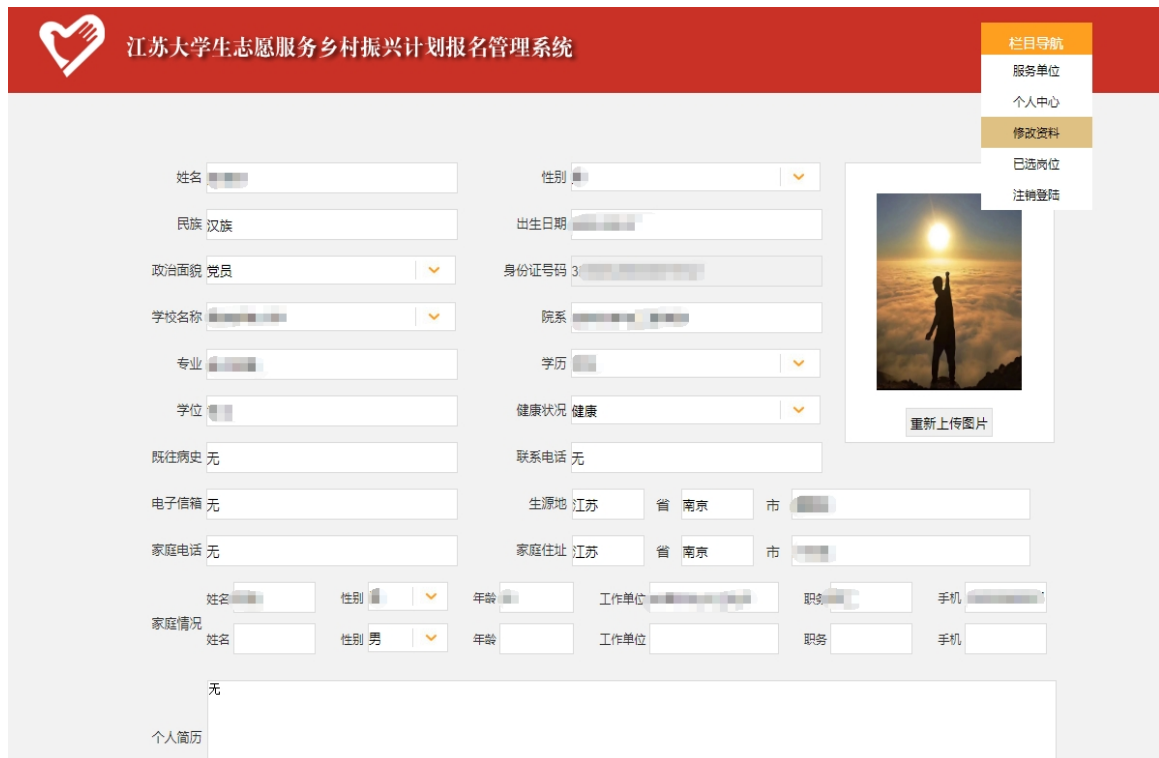 江苏大学生志愿服务乡村振兴计划报名管理系统
栏目导航
服务单位
个人中心
修改资料
已选岗位
注销登陆
姓名 性别
民族 汉族 出生日期
政治面貌 党员 身份证号码 3
学校名称 院系
专业 学历
学位 健康状况 健康
重新上传图片
既往病史 无 联系电话 无
电子信箱 无 生源地 江苏 省 南京 市
家庭电话 无 家庭住址 江苏 省 南京 市
家庭情况
姓名 性别 年龄 工作单位 职务 手机
姓名 性别 男 年龄 工作单位 职务 手机
个人简历 无